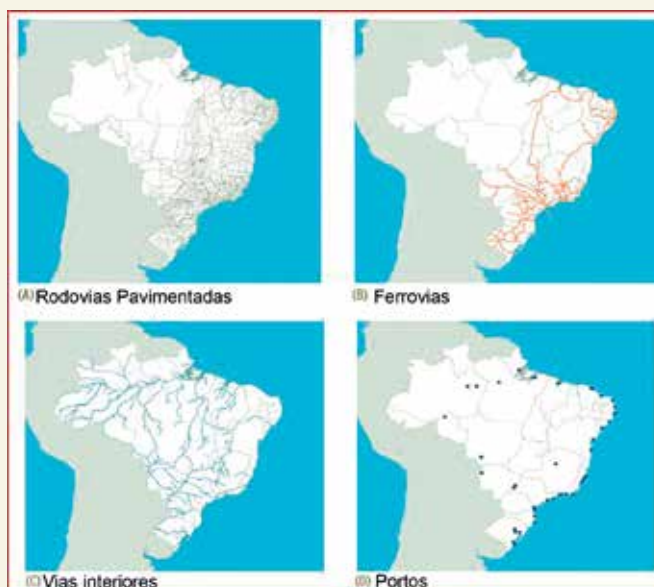 (A) Rodovias Pavimentadas
(B) Ferrovias
(C) Vias interiores
(D) Portos